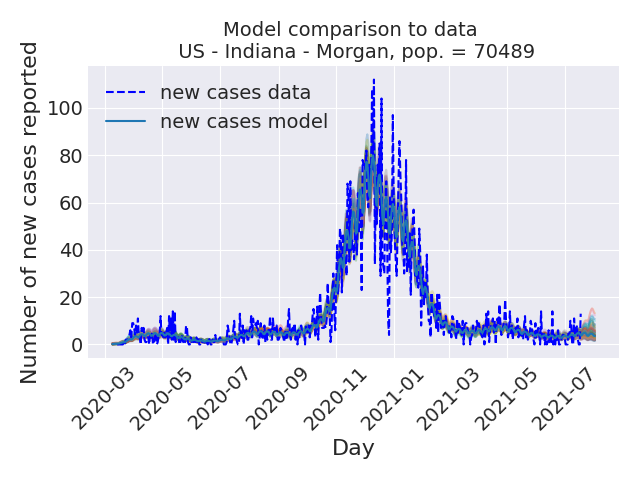 Model comparison to data
US - Indiana - Morgan, pop. = 70489
new cases data
new cases model
Number of new cases reported
100
80
60
40
20
0
2020-03
2020-05
2020-07
2020-09
2020-11
2021-01
2021-03
2021-05
2021-07
Day